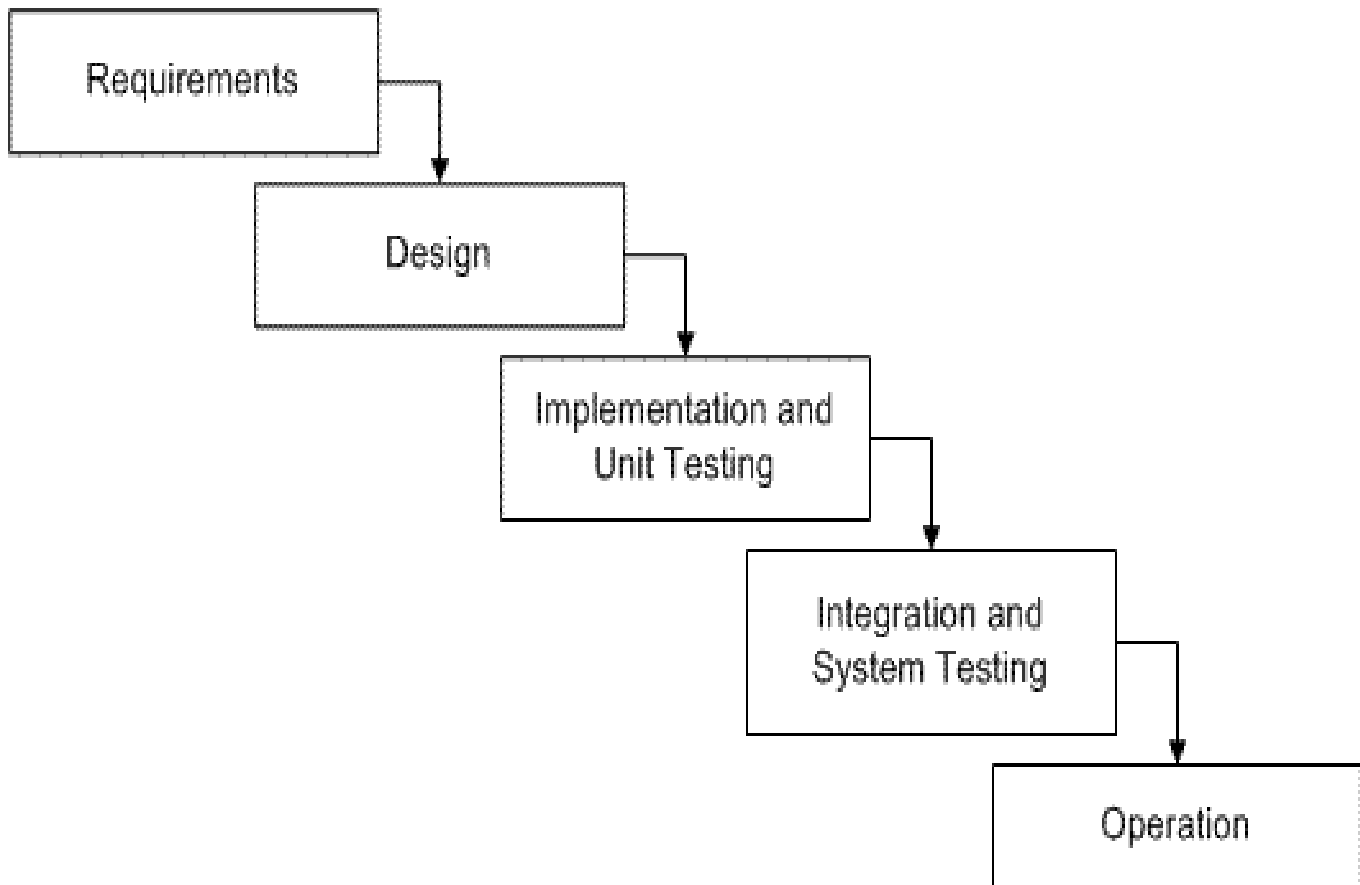 Requirements
Design
Implementation and
Unit Testing
Integration and
System Testing
Operation